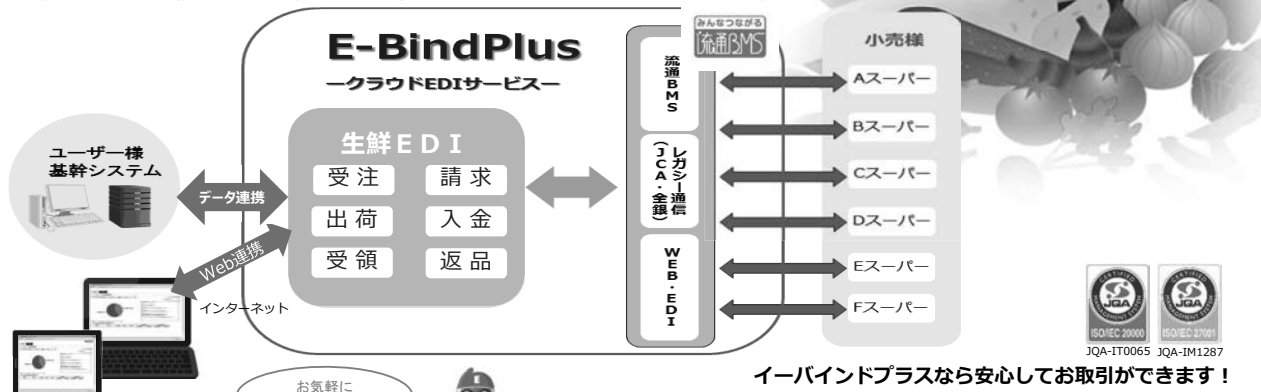 E-BindPlus
ークラウドEDIサービスー
生鮮ＥＤＩ
受注
請求
出荷
入金
受領
返品
ユーザー様
基幹システム
データ連携
Web連携
インターネット
流通BMS
レガシー通信
（JCA・全銀）
WEB・EDI
みんなつながる
流通BMS
小売様
Aスーパー
Bスーパー
Cスーパー
Dスーパー
Eスーパー
Fスーパー
CERTIFIED
JQA
MANAGEMENT SYSTEM
ISO/IEC 20000
JQA-IT0065
CERTIFIED
JQA
MANAGEMENT SYSTEM
ISO/IEC 27001
JQA-IM1287
お気軽に
E
イーバインドプラスなら安心してお取引ができます！